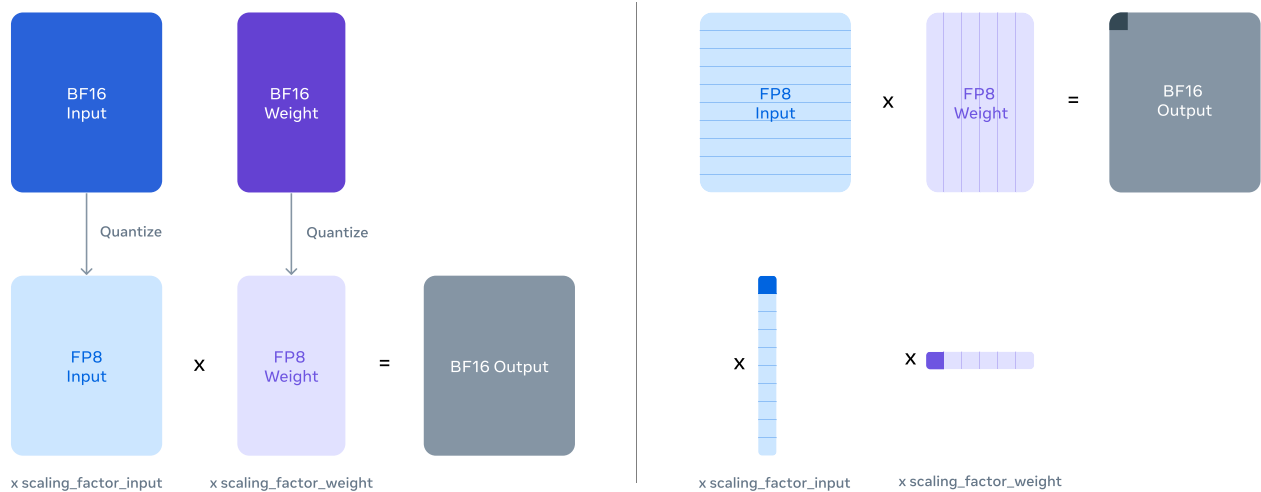 BF16
Input
BF16
Weight
Quantize
Quantize
FP8
Input
x
FP8
Weight
=
BF16 Output
x scaling_factor_input
x scaling_factor_weight
FP8
Input
x
FP8
Weight
=
BF16
Output
x
x
x scaling_factor_input
x scaling_factor_weight